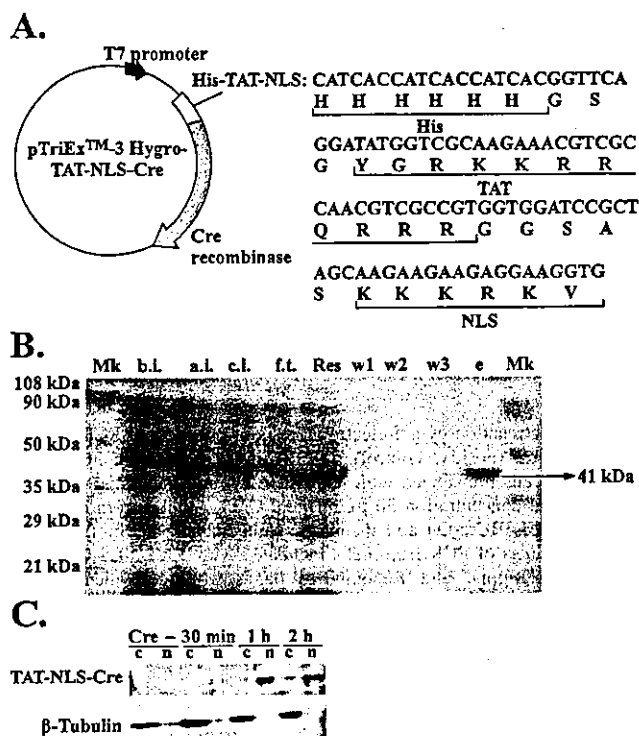 A.
T7 promoter
His-TAT-NLS:
CATCACCATCACCATCACGGTTCA
H H H H H H G S
His
pTriEx™-3 Hygro-
TAT-NLS-Cre
GGATATGGTCGCAAGAAACGTCGC
G Y G R K K R R
TAT
CAACGTCGCCGTGGTGGATCCGCT
Q R R R G G S A
Cre
recombinase
AGCAAGAAGAAGAGGAAGGTG
S K K K R K V
NLS
B.
Mk b.i. a.i. c.l. f.t. Res w1 w2 w3 e Mk
108 kDa
90 kDa
50 kDa
41 kDa
35 kDa
29 kDa
21 kDa
C.
Cre – 30 min 1 h 2 h
c n c n c n c n
TAT-NLS-Cre
β-Tubulin